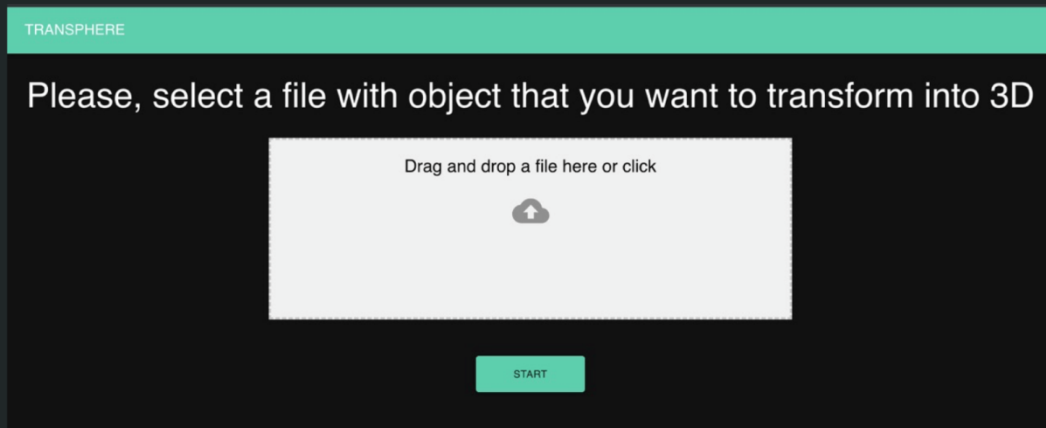 TRANSPHERE
Please, select a file with object that you want to transform into 3D
Drag and drop a file here or click
START